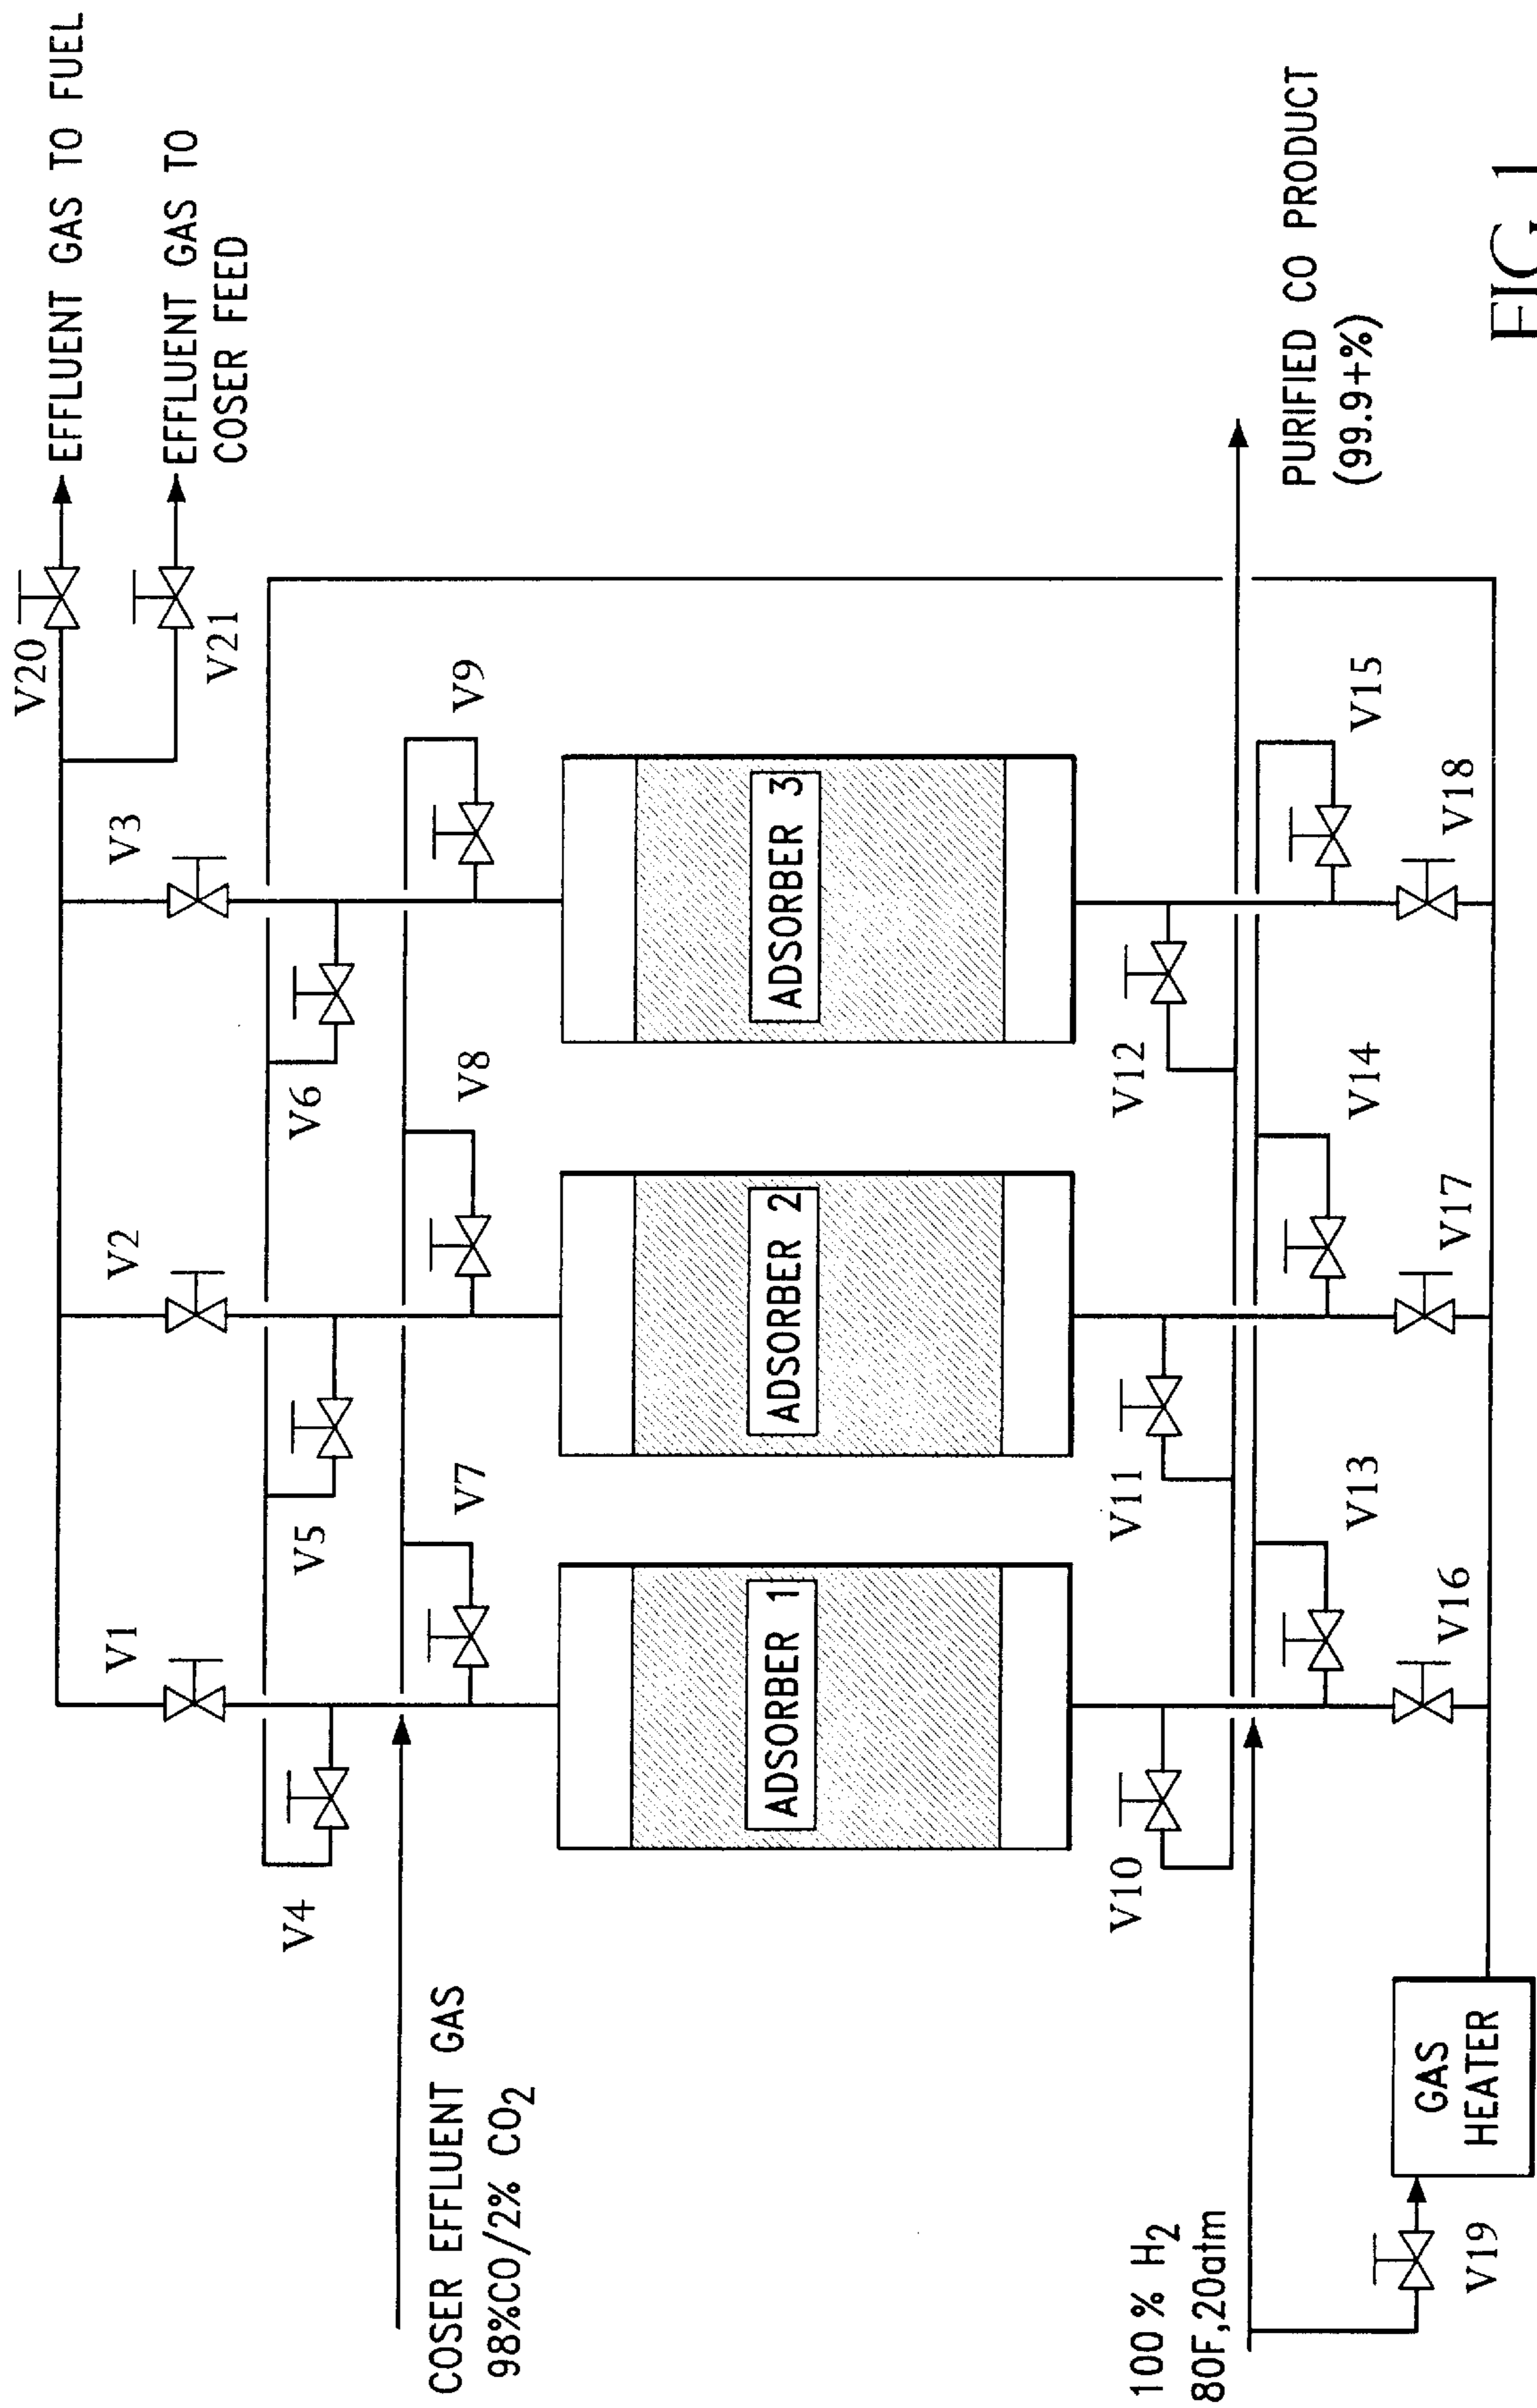 EFFLUENT GAS TO FUEL
EFFLUENT GAS TO
COSER FEED
V20
V21
V1
V2
V3
V4
V5
V6
V7
V8
V9
COSER EFFLUENT GAS
98%CO/2% CO2
ADSORBER 1
ADSORBER 2
ADSORBER 3
V10
V11
V12
PURIFIED CO PRODUCT
(99.9+%)
100% H2
80F,20atm
V13
V14
V15
V16
V17
V18
V19
GAS
HEATER
FIG. 1